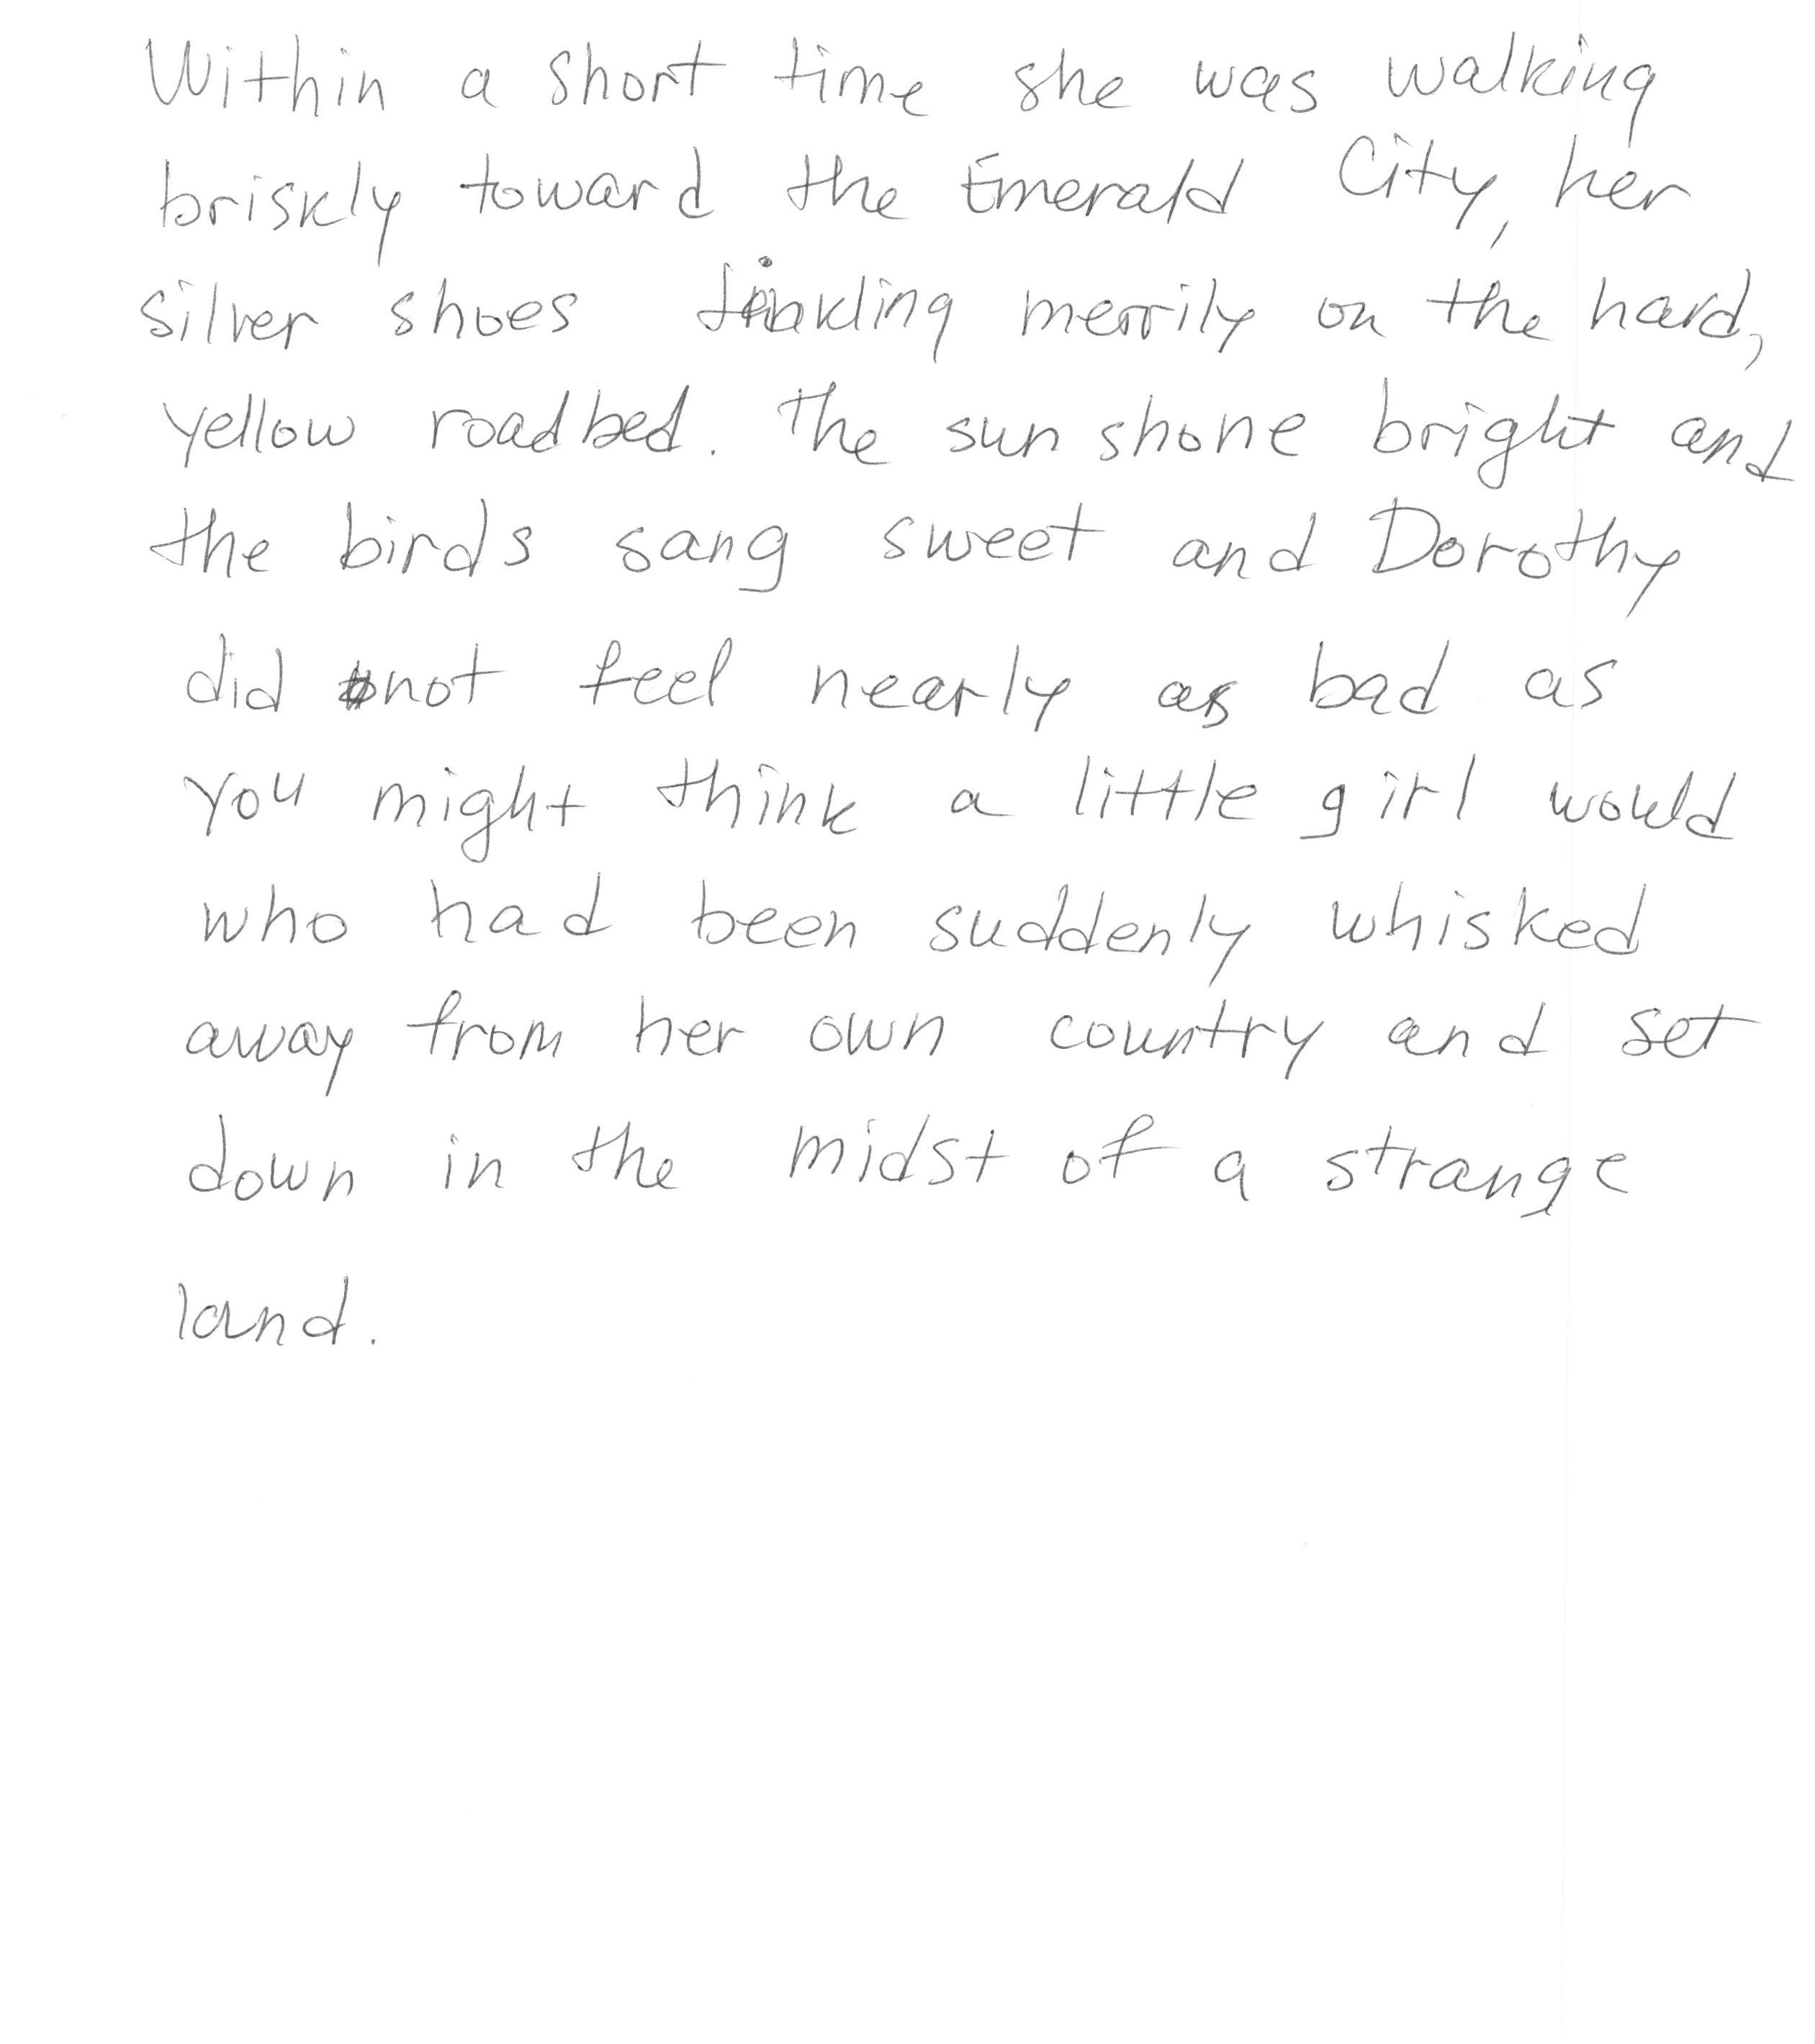 Within a short time she was walking
briskly toward the Emerald City, her
silver shoes tinkling merrily on the hard,
yellow roadbed. The sun shone bright and
the birds sang sweet and Dorothy
did not feel nearly as bad as
you might think a little girl would
who had been suddenly whisked
away from her own country and set
down in the midst of a strange
land.